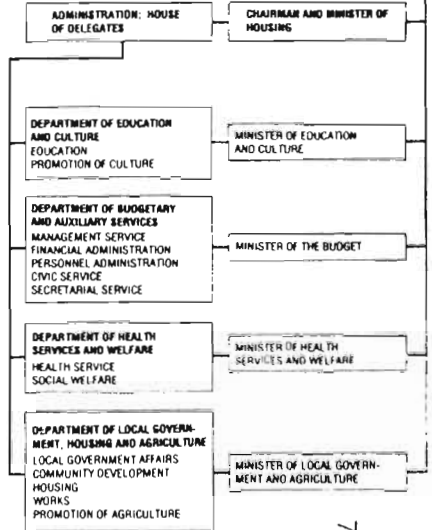 ADMINISTRATION: HOUSE
OF DELEGATES
CHAIRMAN AND MINISTER OF
HOUSING
DEPARTMENT OF EDUCATION
AND CULTURE
EDUCATION
PROMOTION OF CULTURE
MINISTER OF EDUCATION
AND CULTURE
DEPARTMENT OF BUDGETARY
AND AUXILIARY SERVICES
MANAGEMENT SERVICE
FINANCIAL ADMINISTRATION
PERSONNEL ADMINISTRATION
CIVIC SERVICE
SECRETARIAL SERVICE
MINISTER OF THE BUDGET
DEPARTMENT OF HEALTH
SERVICES AND WELFARE
HEALTH SERVICE
SOCIAL WELFARE
MINISTER OF HEALTH
SERVICES AND WELFARE
DEPARTMENT OF LOCAL GOVERN-
MENT, HOUSING AND AGRICULTURE
LOCAL GOVERNMENT AFFAIRS
COMMUNITY DEVELOPMENT
HOUSING
WORKS
PROMOTION OF AGRICULTURE
MINISTER OF LOCAL GOVERN-
MENT AND AGRICULTURE